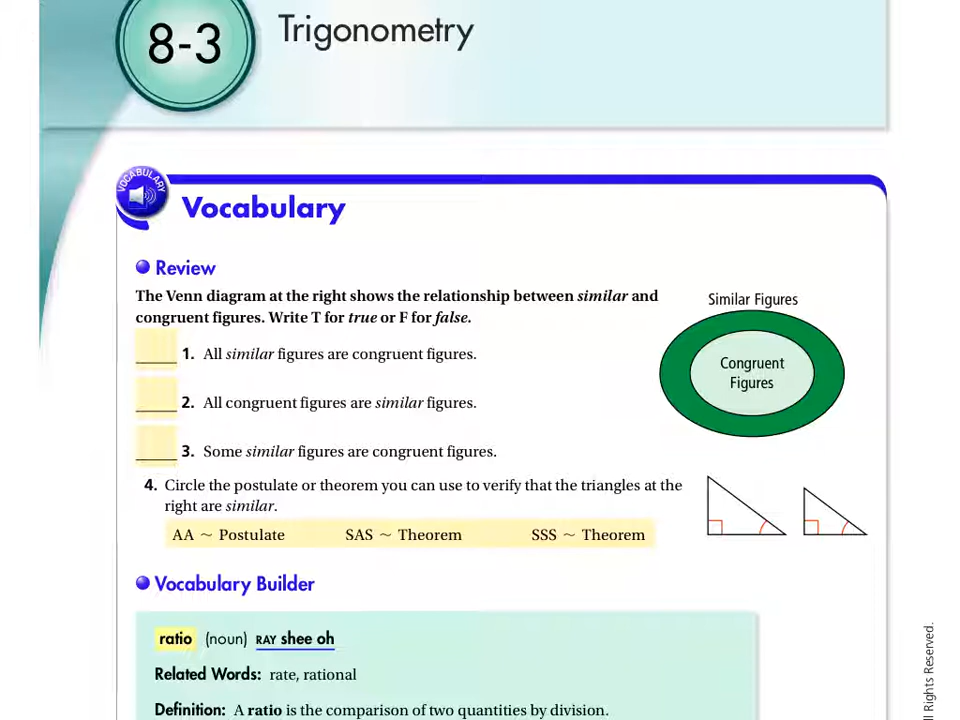 8-3
Trigonometry
VOCABULARY
Vocabulary
Review
The Venn diagram at the right shows the relationship between similar and
congruent figures. Write T for true or F for false.
1. All similar figures are congruent figures.
2. All congruent figures are similar figures.
3. Some similar figures are congruent figures.
Similar Figures
Congruent
Figures
4. Circle the postulate or theorem you can use to verify that the triangles at the
right are similar.
AA ~ Postulate SAS ~ Theorem SSS ~ Theorem
Vocabulary Builder
ratio (noun) RAY shee oh
Related Words: rate, rational
Definition: A ratio is the comparison of two quantities by division.
Rights Reserved.